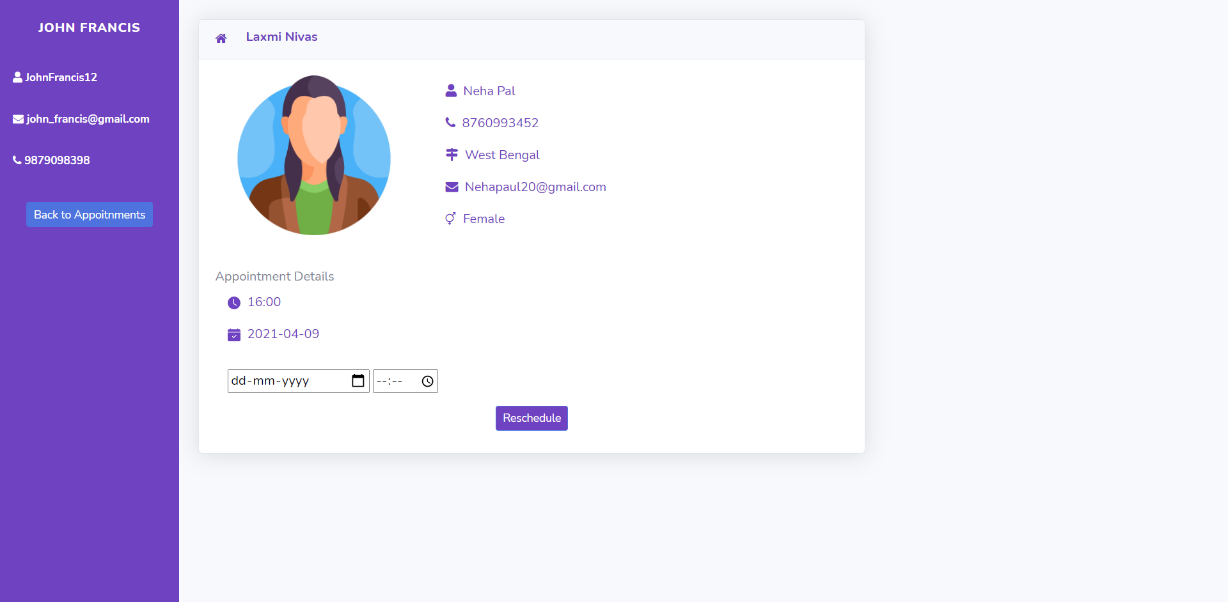 JOHN FRANCIS
JohnFrancis12
john_francis@gmail.com
9879098398
Back to Appoitnments
Laxmi Nivas
Neha Pal
8760993452
West Bengal
Nehapaul20@gmail.com
Female
Appointment Details
16:00
2021-04-09
dd-mm-yyyy --:--
Reschedule